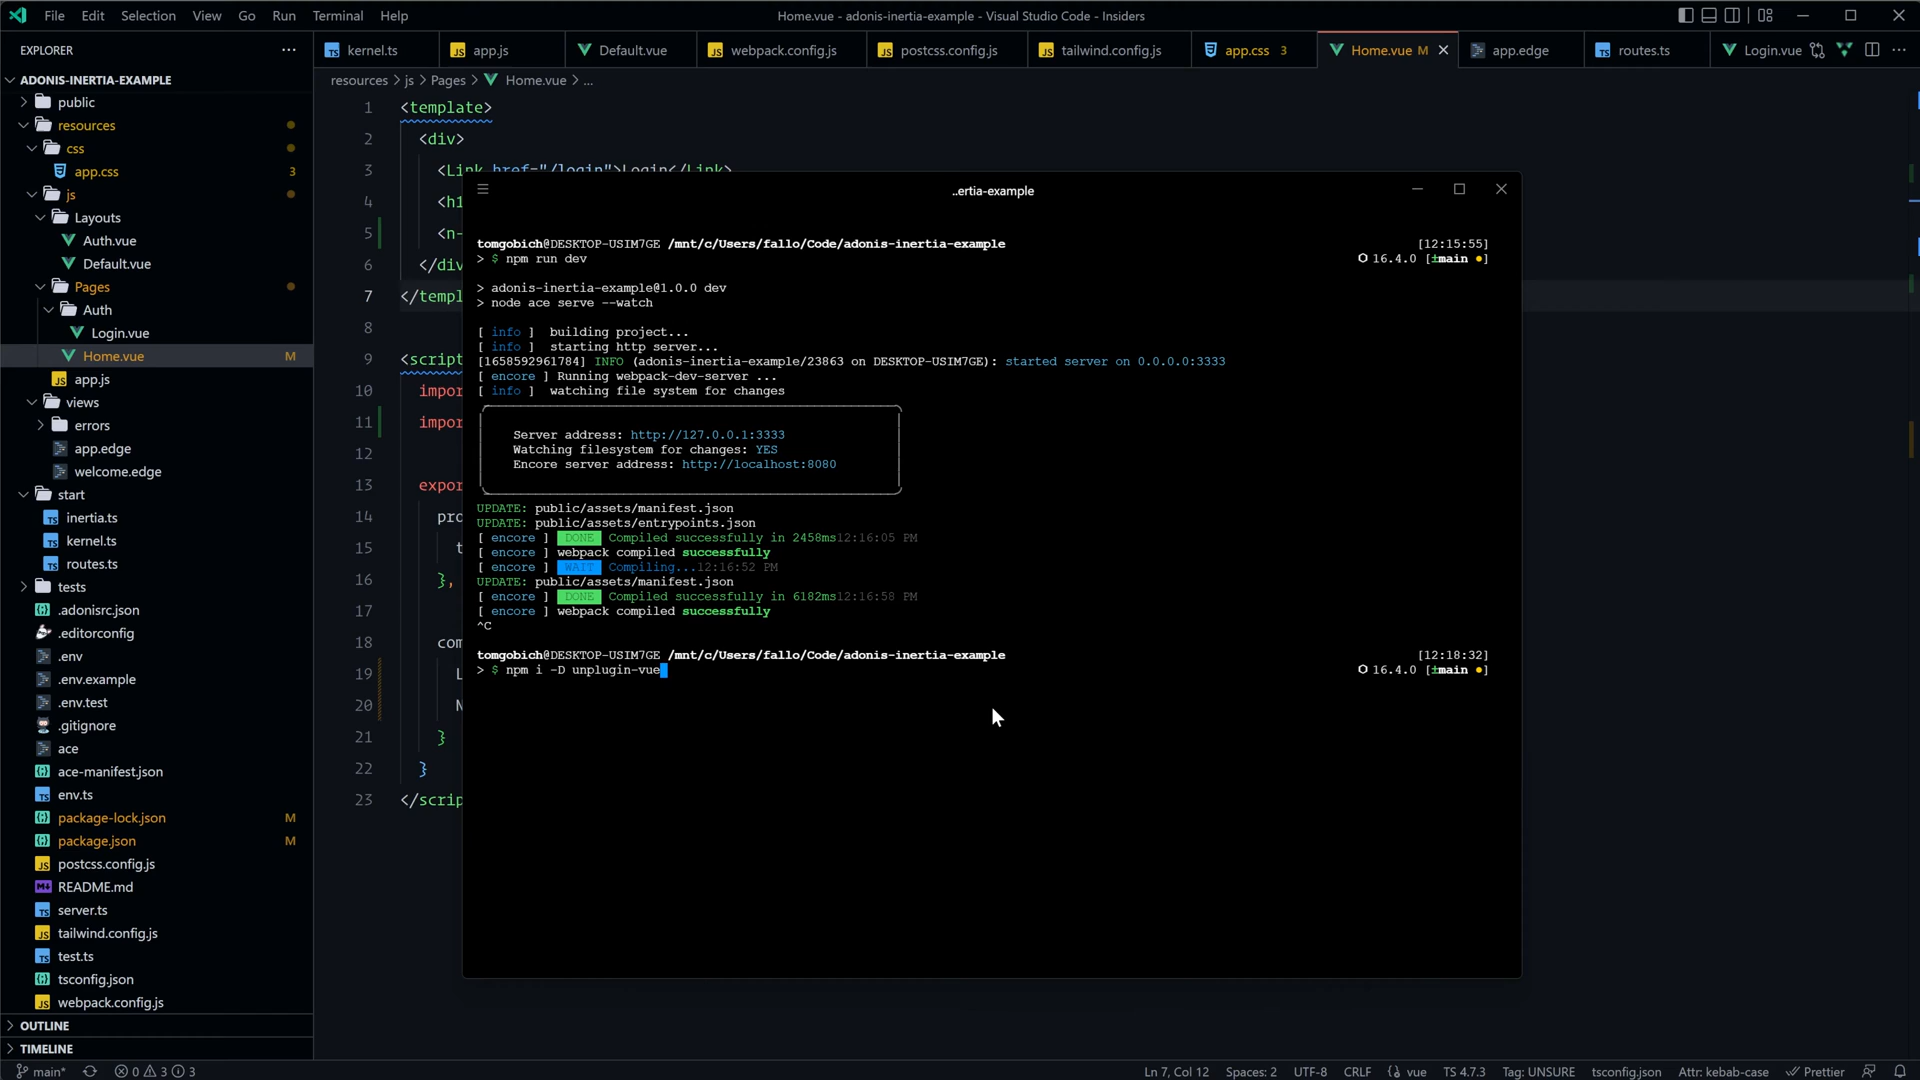 File Edit Selection View Go Run Terminal Help
Home.vue - adonis-inertia-example - Visual Studio Code - Insiders
EXPLORER
kernel.ts
app.js
Default.vue
webpack.config.js
postcss.config.js
tailwind.config.js
app.css 3
Home.vue M
app.edge
routes.ts
Login.vue
ADONIS-INERTIA-EXAMPLE
public
resources
css
app.css 3
js
Layouts
Auth.vue
Default.vue
Pages
Auth
Login.vue
Home.vue M
app.js
views
errors
app.edge
welcome.edge
start
inertia.ts
kernel.ts
routes.ts
tests
.adonisrc.json
.editorconfig
.env
.env.example
.env.test
.gitignore
ace
ace-manifest.json
env.ts
package-lock.json M
package.json M
postcss.config.js
README.md
server.ts
tailwind.config.js
test.ts
tsconfig.json
webpack.config.js
OUTLINE
TIMELINE
resources > js > Pages > Home.vue > ...
1 <template>
2 <div>
3 <Link href="/login">Login</Link>
4 <h1
5 <n-
6 </div
7 </templ
8
9 <script
10 impor
11 impor
12
13 expor
14 pro
15 t
16 },
17
18 com
19 L
20 N
21 }
22 }
23 </scrip
..ertia-example
tomgobich@DESKTOP-USIM7GE /mnt/c/Users/fallo/Code/adonis-inertia-example [12:15:55]
> $ npm run dev 16.4.0 [±main ●]
> adonis-inertia-example@1.0.0 dev
> node ace serve --watch
[ info ] building project...
[ info ] starting http server...
[1658592961784] INFO (adonis-inertia-example/23863 on DESKTOP-USIM7GE): started server on 0.0.0.0:3333
[ encore ] Running webpack-dev-server ...
[ info ] watching file system for changes
Server address: http://127.0.0.1:3333
Watching filesystem for changes: YES
Encore server address: http://localhost:8080
UPDATE: public/assets/manifest.json
UPDATE: public/assets/entrypoints.json
[ encore ] DONE Compiled successfully in 2458ms12:16:05 PM
[ encore ] webpack compiled successfully
[ encore ] WAIT Compiling...12:16:52 PM
UPDATE: public/assets/manifest.json
[ encore ] DONE Compiled successfully in 6182ms12:16:58 PM
[ encore ] webpack compiled successfully
^C
tomgobich@DESKTOP-USIM7GE /mnt/c/Users/fallo/Code/adonis-inertia-example [12:18:32]
> $ npm i -D unplugin-vue 16.4.0 [±main ●]
main* 0 3 3
Ln 7, Col 12 Spaces: 2 UTF-8 CRLF vue TS 4.7.3 Tag: UNSURE tsconfig.json Attr: kebab-case Prettier